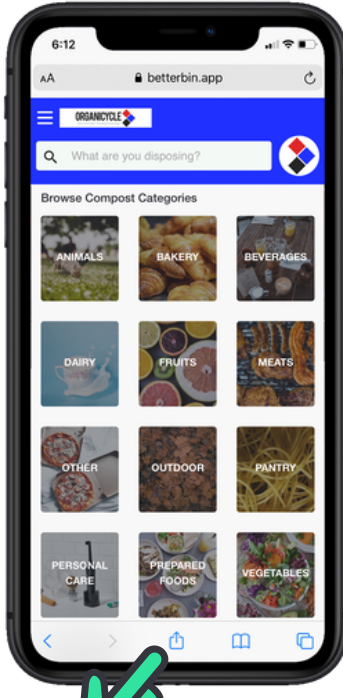 6:12
AA betterbin.app
ORGANICYCLE
What are you disposing?
Browse Compost Categories
ANIMALS BAKERY BEVERAGES
DAIRY FRUITS MEATS
OTHER OUTDOOR PANTRY
PERSONAL CARE PREPARED FOODS VEGETABLES